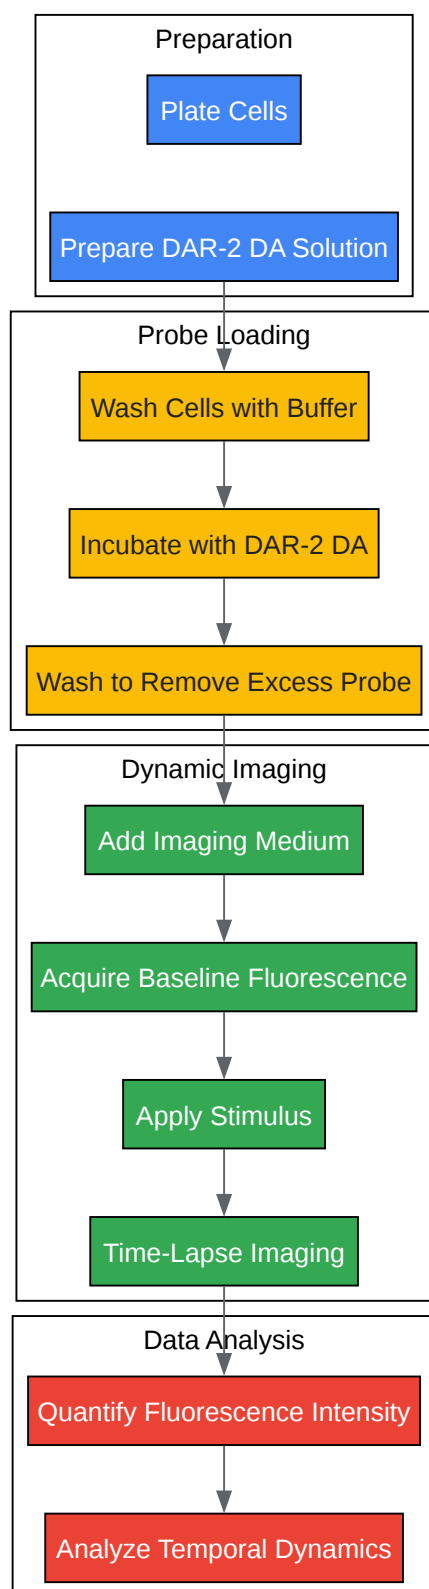 Preparation
Plate Cells
Prepare DAR-2 DA Solution
Probe Loading
Wash Cells with Buffer
Incubate with DAR-2 DA
Wash to Remove Excess Probe
Dynamic Imaging
Add Imaging Medium
Acquire Baseline Fluorescence
Apply Stimulus
Time-Lapse Imaging
Data Analysis
Quantify Fluorescence Intensity
Analyze Temporal Dynamics